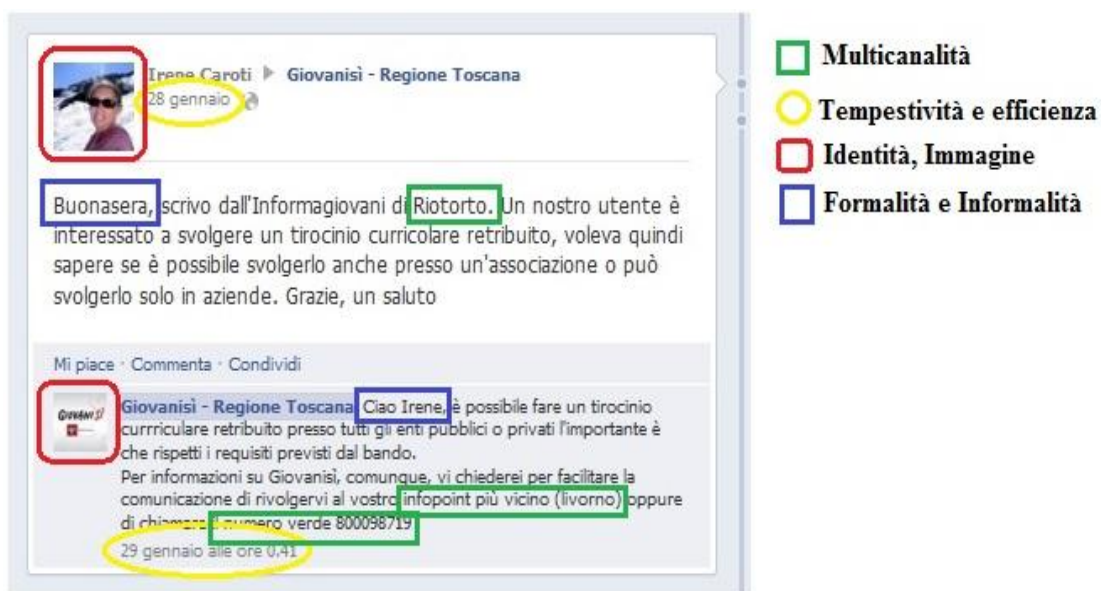 Irene Caroti ▶ Giovanisì - Regione Toscana
28 gennaio
Buonasera, scrivo dall'Informagiovani di Riotorto. Un nostro utente è
interessato a svolgere un tirocinio curricolare retribuito, voleva quindi
sapere se è possibile svolgerlo anche presso un'associazione o può
svolgerlo solo in aziende. Grazie, un saluto
Mi piace · Commenta · Condividi
GIOVANISÌ
Giovanisì - Regione Toscana Ciao Irene, è possibile fare un tirocinio
currriculare retribuito presso tutti gli enti pubblici o privati l'importante è
che rispetti i requisiti previsti dal bando.
Per informazioni su Giovanisì, comunque, vi chiederei per facilitare la
comunicazione di rivolgervi al vostro infopoint più vicino (livorno) oppure
di chiamare il numero verde 800098719
29 gennaio alle ore 0.41
Multicanalità
Tempestività e efficienza
Identità, Immagine
Formalità e Informalità